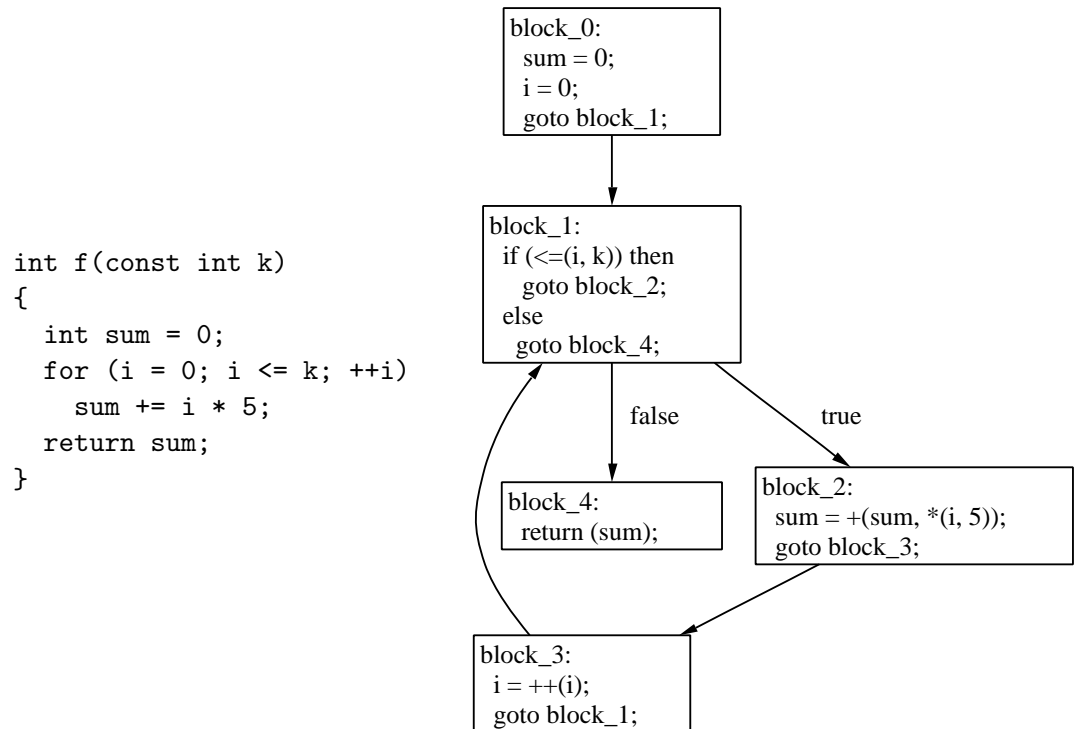 int f(const int k)
{
int sum = 0;
for (i = 0; i <= k; ++i)
sum += i * 5;
return sum;
}
block_0:
sum = 0;
i = 0;
goto block_1;
block_1:
if (<=(i, k)) then
goto block_2;
else
goto block_4;
false
true
block_4:
return (sum);
block_2:
sum = +(sum, *(i, 5));
goto block_3;
block_3:
i = ++(i);
goto block_1;